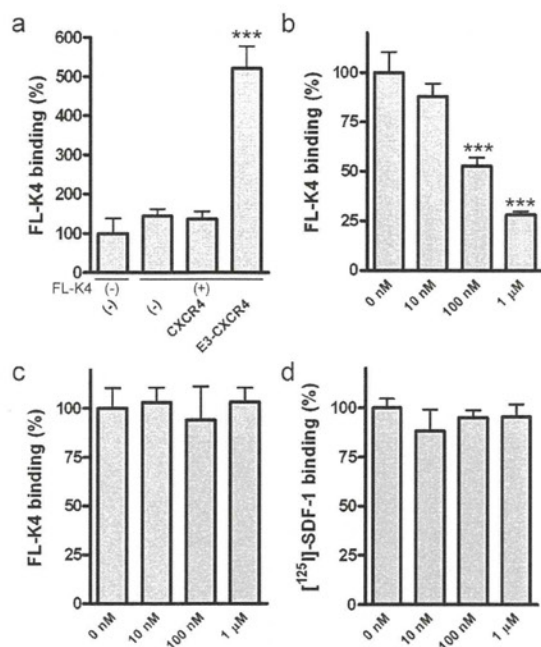 a
FL-K4 binding (%)
600
500
400
300
200
100
0
***
FL-K4 (-) (+)
(-) (-) CXCR4 E3-CXCR4
b
FL-K4 binding (%)
100
75
50
25
0
***
***
0 nM 10 nM 100 nM 1 μM
c
FL-K4 binding (%)
100
75
50
25
0
0 nM 10 nM 100 nM 1 μM
d
[¹²⁵I]-SDF-1 binding (%)
100
75
50
25
0
0 nM 10 nM 100 nM 1 μM